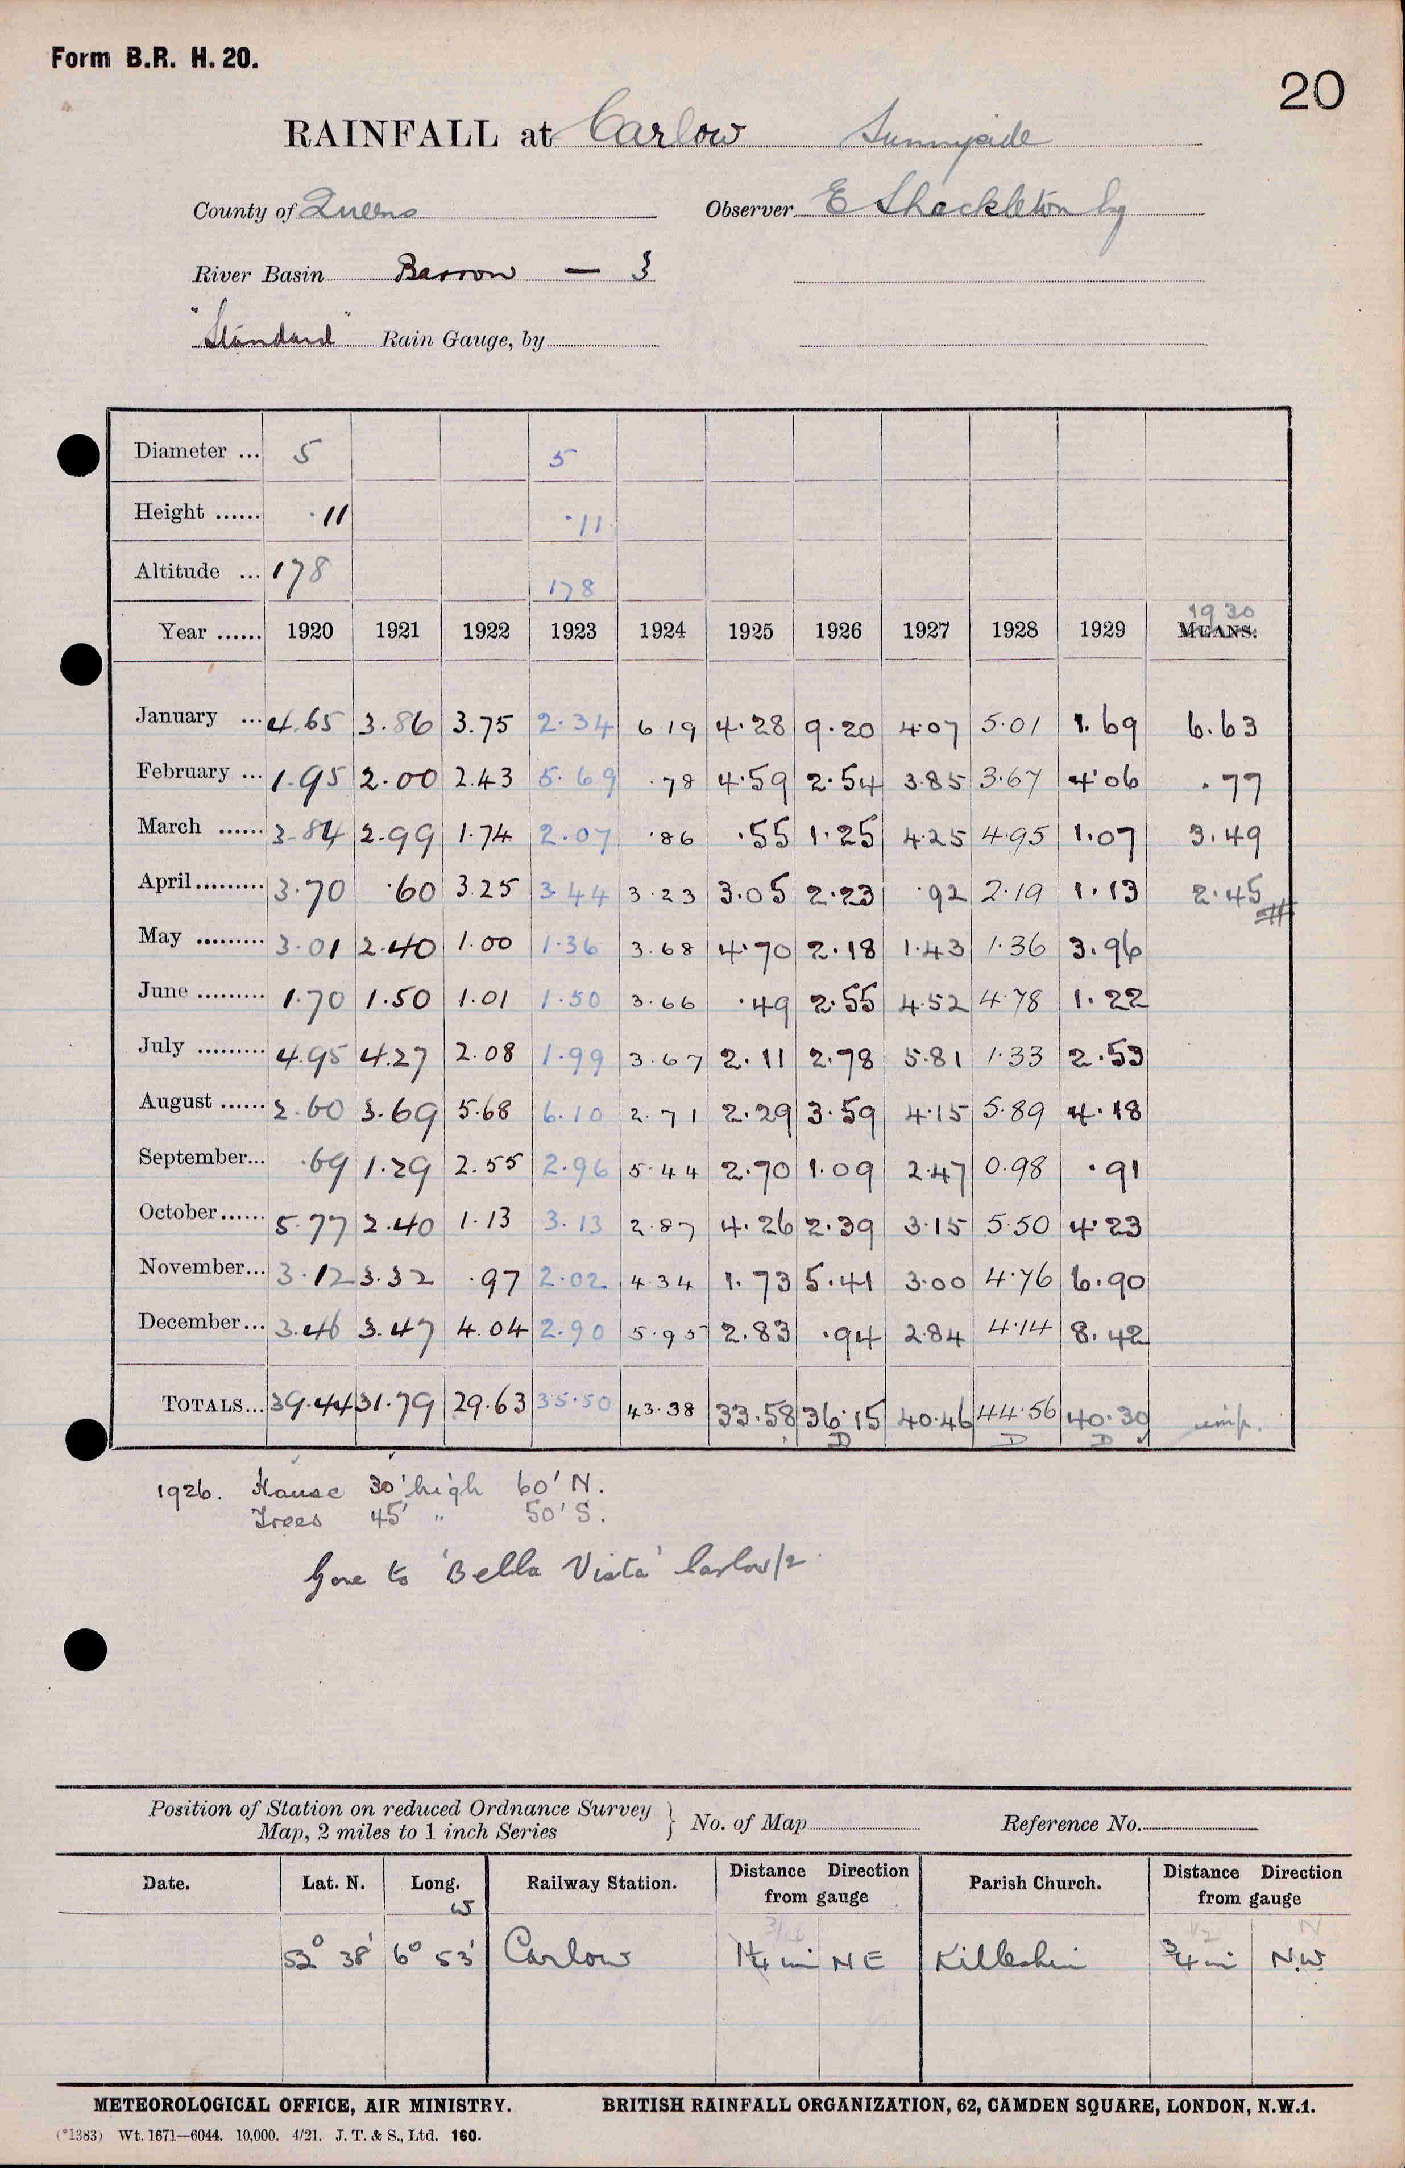 Form B.R. H. 20.
20
RAINFALL at Carlow Sunnyside
County of Queens Observer E Shackleton Esq
River Basin Barrow — 3
"Standard" Rain Gauge, by
Diameter ... 5 5
Height ...... ·11 ·11
Altitude ... 178 178
1930
Year ...... 1920 1921 1922 1923 1924 1925 1926 1927 1928 1929 MEANS.
January ... 4.65 3.86 3.75 2.34 6.19 4.28 9.20 4.07 5.01 1.69 6.63
February ... 1.95 2.00 2.43 5.69 .78 4.59 2.54 3.85 3.67 4.06 .77
March ...... 3.84 2.99 1.74 2.07 .86 .55 1.25 4.25 4.95 1.07 3.49
April......... 3.70 .60 3.25 3.44 3.23 3.05 2.23 .92 2.19 1.13 2.45
May ......... 3.01 2.40 1.00 1.36 3.68 4.70 2.18 1.43 1.36 3.96
June ......... 1.70 1.50 1.01 1.50 3.66 .49 2.55 4.52 4.78 1.22
July ......... 4.95 4.27 2.08 1.99 3.67 2.11 2.78 5.81 1.33 2.53
August ...... 2.60 3.69 5.68 6.10 2.71 2.29 3.59 4.15 5.89 4.18
September... .69 1.29 2.55 2.96 5.44 2.70 1.09 2.47 0.98 .91
October...... 5.77 2.40 1.13 3.13 2.87 4.26 2.39 3.15 5.50 4.23
November... 3.12 3.32 .97 2.02 4.34 1.73 5.41 3.00 4.76 6.90
December... 3.46 3.47 4.04 2.90 5.95 2.83 .94 2.84 4.14 8.42
TOTALS... 39.44 31.79 29.63 35.50 43.38 33.58 36.15 40.46 44.56 40.30 imp.
D D D
1926. House 30' high 60' N.
Trees 45' " 50' S.
Gone to 'Bella Vista' Carlow/2
Position of Station on reduced Ordnance Survey
Map, 2 miles to 1 inch Series } No. of Map Reference No.
Date. Lat. N. Long. W Railway Station. Distance Direction from gauge Parish Church. Distance Direction from gauge
3/4 1/2 N
52° 38' 6° 53' Carlow 1¼ mi NE Killeshin ¾ mi N.W.
METEOROLOGICAL OFFICE, AIR MINISTRY. BRITISH RAINFALL ORGANIZATION, 62, CAMDEN SQUARE, LONDON, N.W.1.
(*1383) Wt. 1671—6044. 10,000. 4/21. J. T. & S., Ltd. 160.